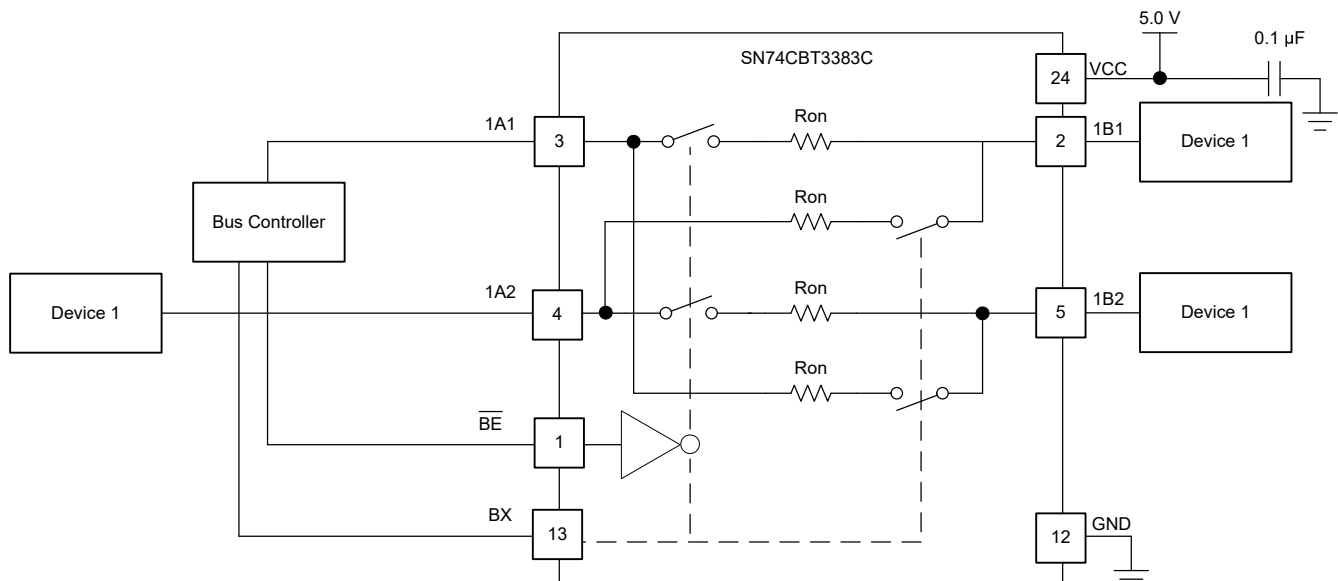 5.0 V
0.1 µF
SN74CBT3383C
24
VCC
1A1
3
Ron
2
1B1
Device 1
Bus Controller
Ron
Device 1
1A2
4
Ron
5
1B2
Device 1
Ron
BE
1
BX
13
12
GND